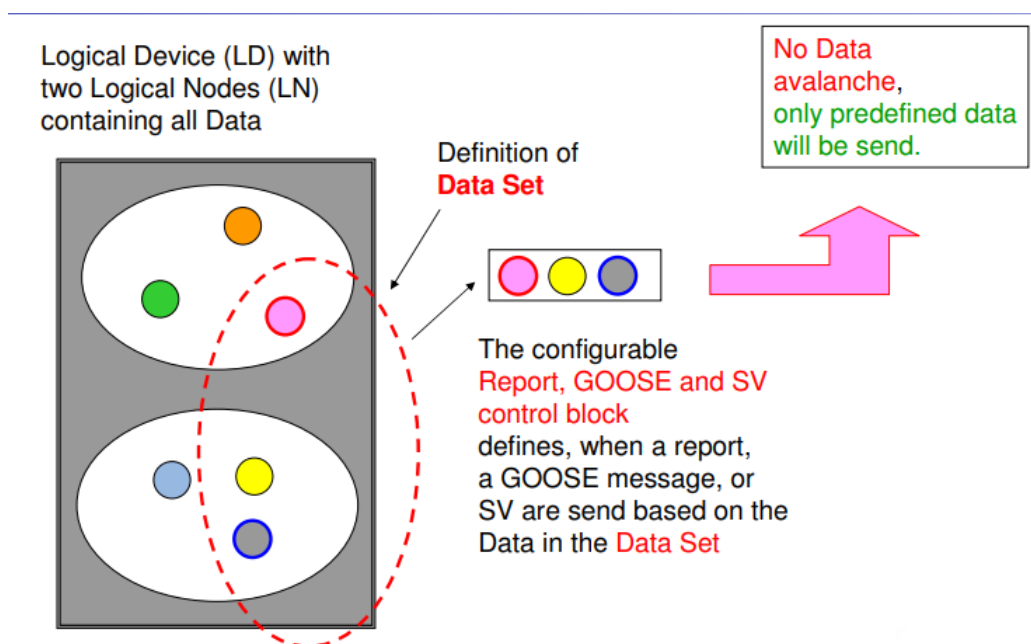 Logical Device (LD) with
two Logical Nodes (LN)
containing all Data
Definition of
Data Set
No Data
avalanche,
only predefined data
will be send.
The configurable
Report, GOOSE and SV
control block
defines, when a report,
a GOOSE message, or
SV are send based on the
Data in the Data Set